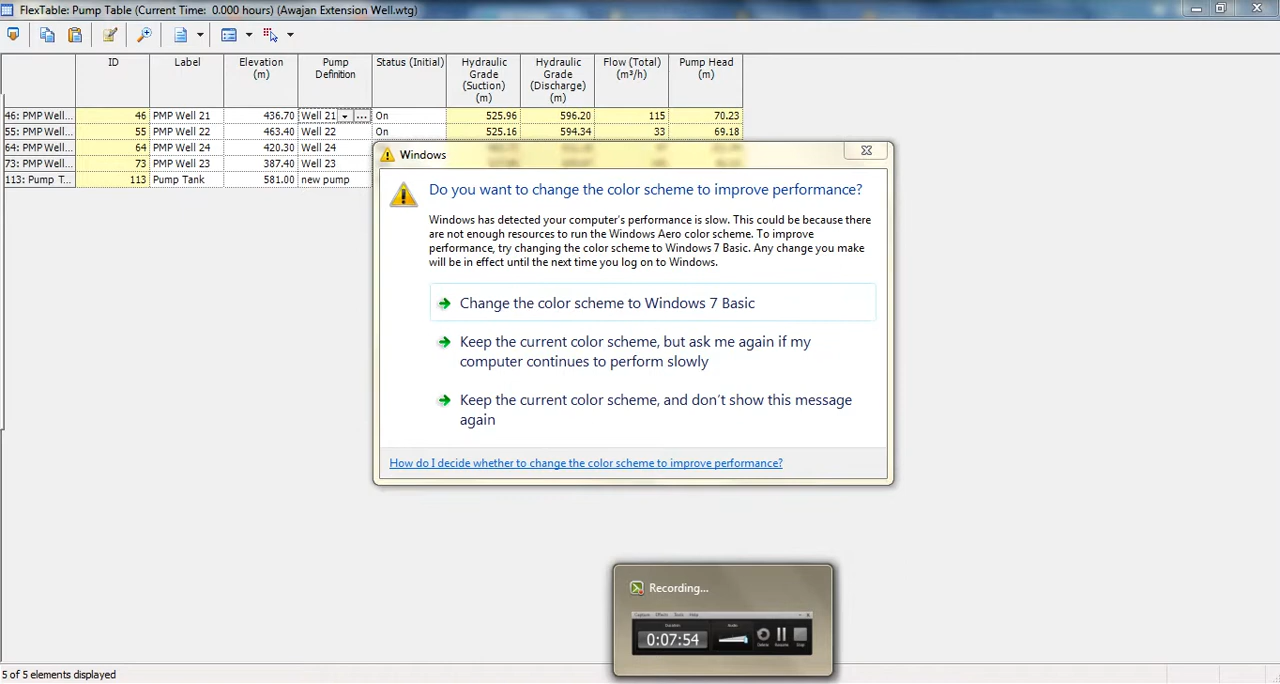 FlexTable: Pump Table (Current Time: 0.000 hours) (Awajan Extension Well.wtg)
ID Label Elevation (m) Pump Definition Status (Initial) Hydraulic Grade (Suction) (m) Hydraulic Grade (Discharge) (m) Flow (Total) (m³/h) Pump Head (m)
46: PMP Well... 46 PMP Well 21 436.70 Well 21 ... On 525.96 596.20 115 70.23
55: PMP Well... 55 PMP Well 22 463.40 Well 22 On 525.16 594.34 33 69.18
64: PMP Well... 64 PMP Well 24 420.30 Well 24
73: PMP Well... 73 PMP Well 23 387.40 Well 23
113: Pump T... 113 Pump Tank 581.00 new pump
Windows
Do you want to change the color scheme to improve performance?
Windows has detected your computer's performance is slow. This could be because there
are not enough resources to run the Windows Aero color scheme. To improve
performance, try changing the color scheme to Windows 7 Basic. Any change you make
will be in effect until the next time you log on to Windows.
Change the color scheme to Windows 7 Basic
Keep the current color scheme, but ask me again if my
computer continues to perform slowly
Keep the current color scheme, and don't show this message
again
How do I decide whether to change the color scheme to improve performance?
Recording...
Capture Effects Tools Help
Duration Audio
0:07:54 Delete Resume Stop
5 of 5 elements displayed